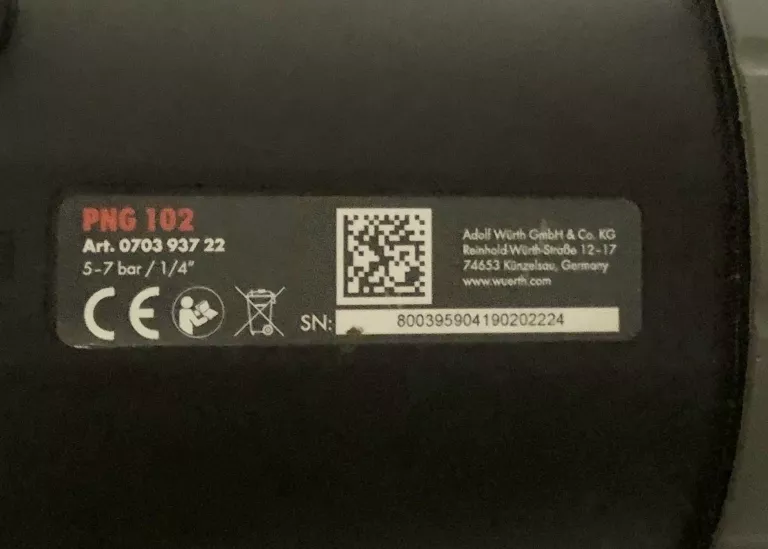 PNG 102
Art. 0703 937 22
5-7 bar / 1/4"
CE
SN: 800395904190202224
Adolf Würth GmbH & Co. KG
Reinhold-Würth-Straße 12-17
74653 Künzelsau, Germany
www.wuerth.com